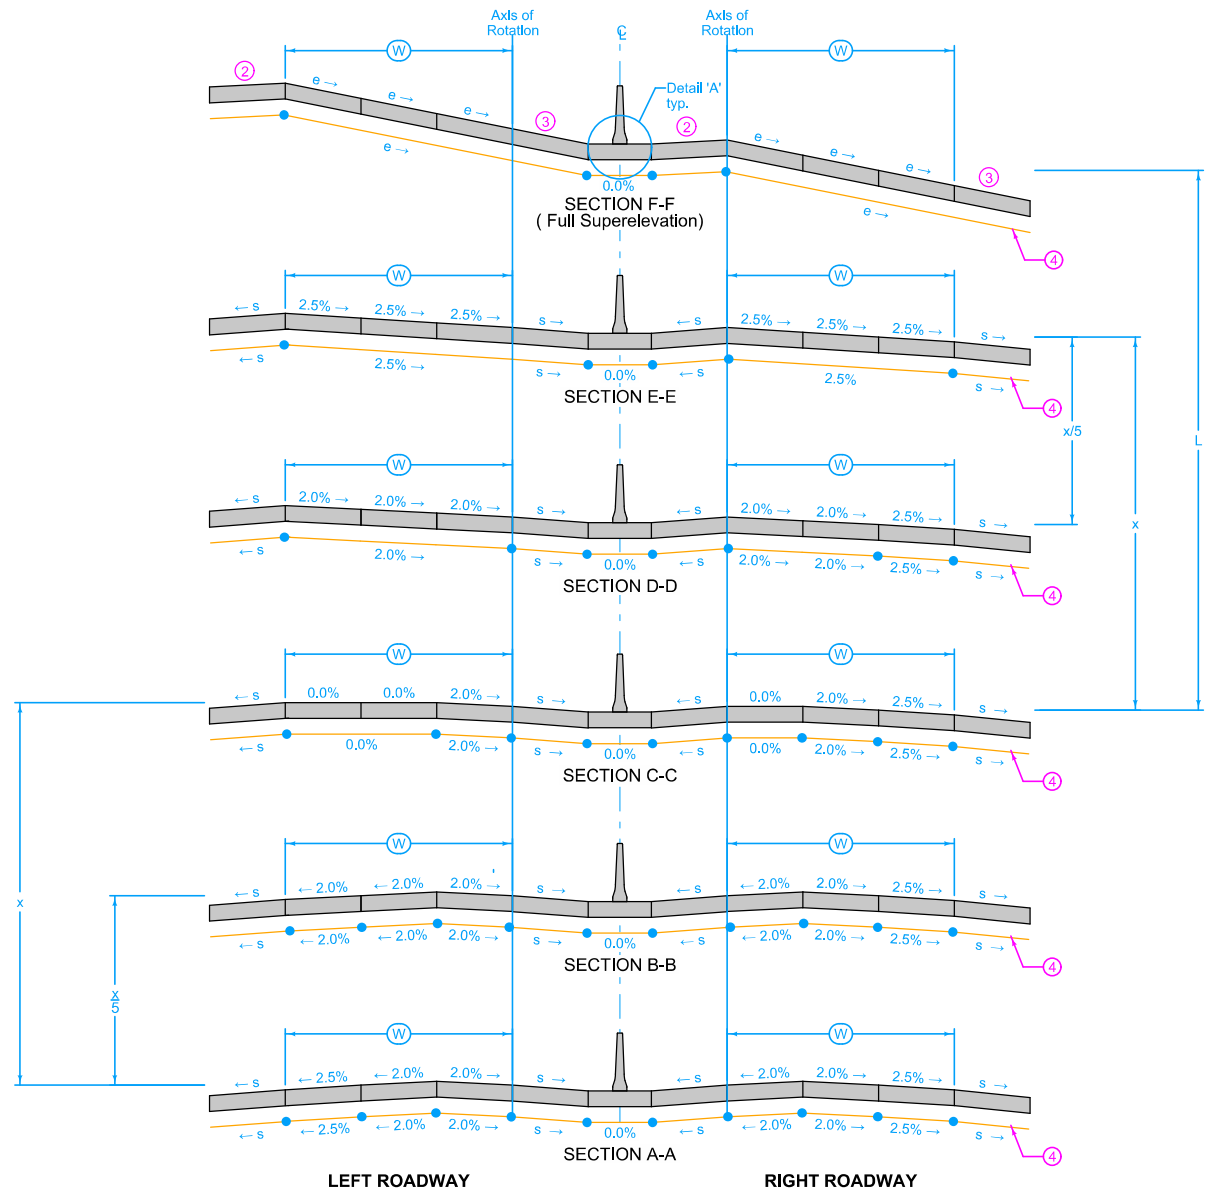 Axis of
Rotation
℄
Axis of
Rotation
W
W
2
e →
e →
e →
3
Detail 'A'
typ.
2
e →
e →
e →
3
e →
0.0%
e →
SECTION F-F
( Full Superelevation)
4
W
W
← s
2.5% →
2.5% →
2.5% →
s →
← s
2.5% →
2.5% →
2.5% →
s →
← s
2.5% →
s →
0.0%
← s
2.5%
s →
SECTION E-E
4
x/5
L
W
W
← s
2.0% →
2.0% →
2.0% →
s →
← s
2.0% →
2.0% →
2.5% →
s →
x
← s
2.0% →
s →
0.0%
← s
2.0% →
2.0% →
2.5% →
s →
SECTION D-D
4
W
W
← s
0.0%
0.0%
2.0% →
s →
← s
0.0%
2.0% →
2.5% →
s →
← s
0.0%
2.0% →
s →
0.0%
← s
0.0%
2.0% →
2.5% →
s →
SECTION C-C
4
W
W
← s
← 2.0%
← 2.0%
2.0% →
s →
← s
← 2.0%
2.0% →
2.5% →
s →
x
← s
← 2.0%
← 2.0%
2.0% →
s →
0.0%
← s
← 2.0%
2.0% →
2.5% →
s →
SECTION B-B
4
x
5
W
W
← s
← 2.5%
← 2.0%
2.0% →
s →
← s
← 2.0%
2.0% →
2.5% →
s →
← s
← 2.5%
← 2.0%
2.0% →
s →
0.0%
← s
← 2.0%
2.0% →
2.5% →
s →
SECTION A-A
4
LEFT ROADWAY
RIGHT ROADWAY